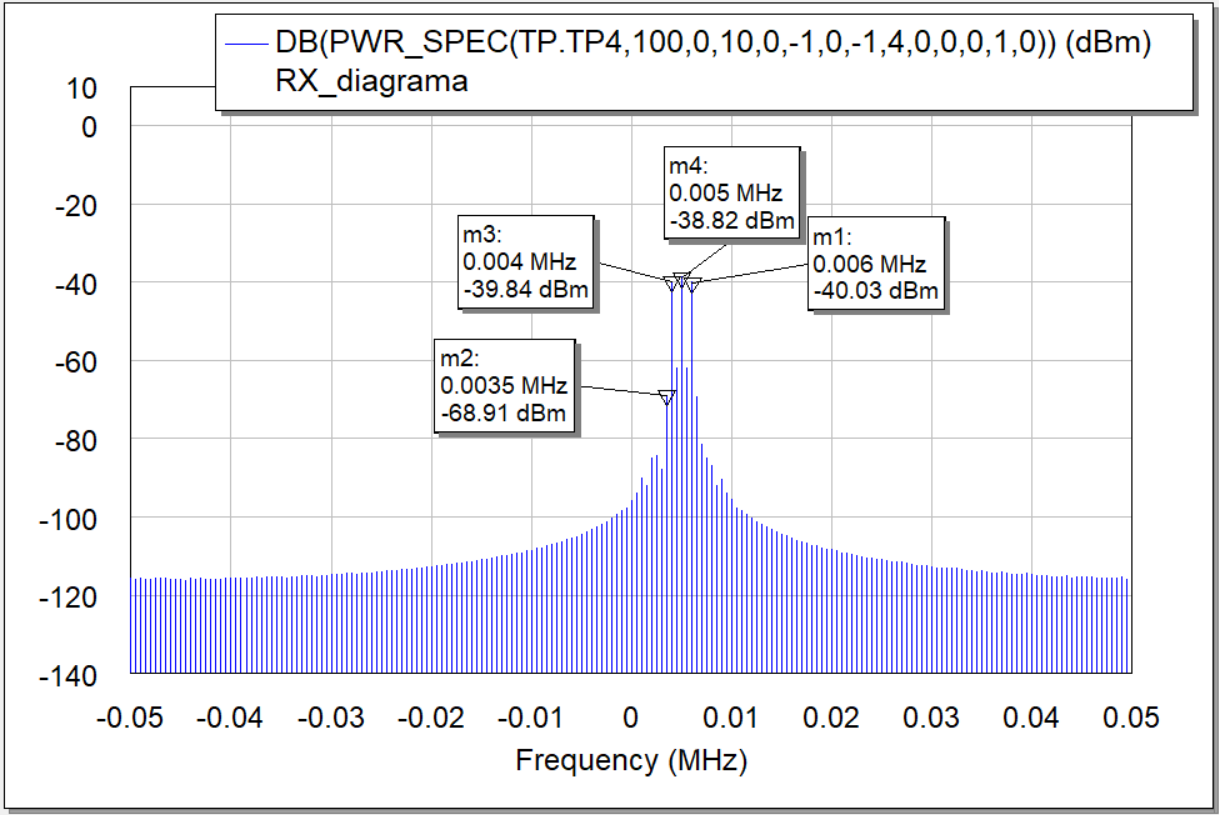 DB(PWR_SPEC(TP.TP4,100,0,10,0,-1,0,-1,4,0,0,0,1,0)) (dBm)
RX_diagrama
10
0
-20
-40
-60
-80
-100
-120
-140
m4:
0.005 MHz
-38.82 dBm
m3:
0.004 MHz
-39.84 dBm
m1:
0.006 MHz
-40.03 dBm
m2:
0.0035 MHz
-68.91 dBm
-0.05 -0.04 -0.03 -0.02 -0.01 0 0.01 0.02 0.03 0.04 0.05
Frequency (MHz)